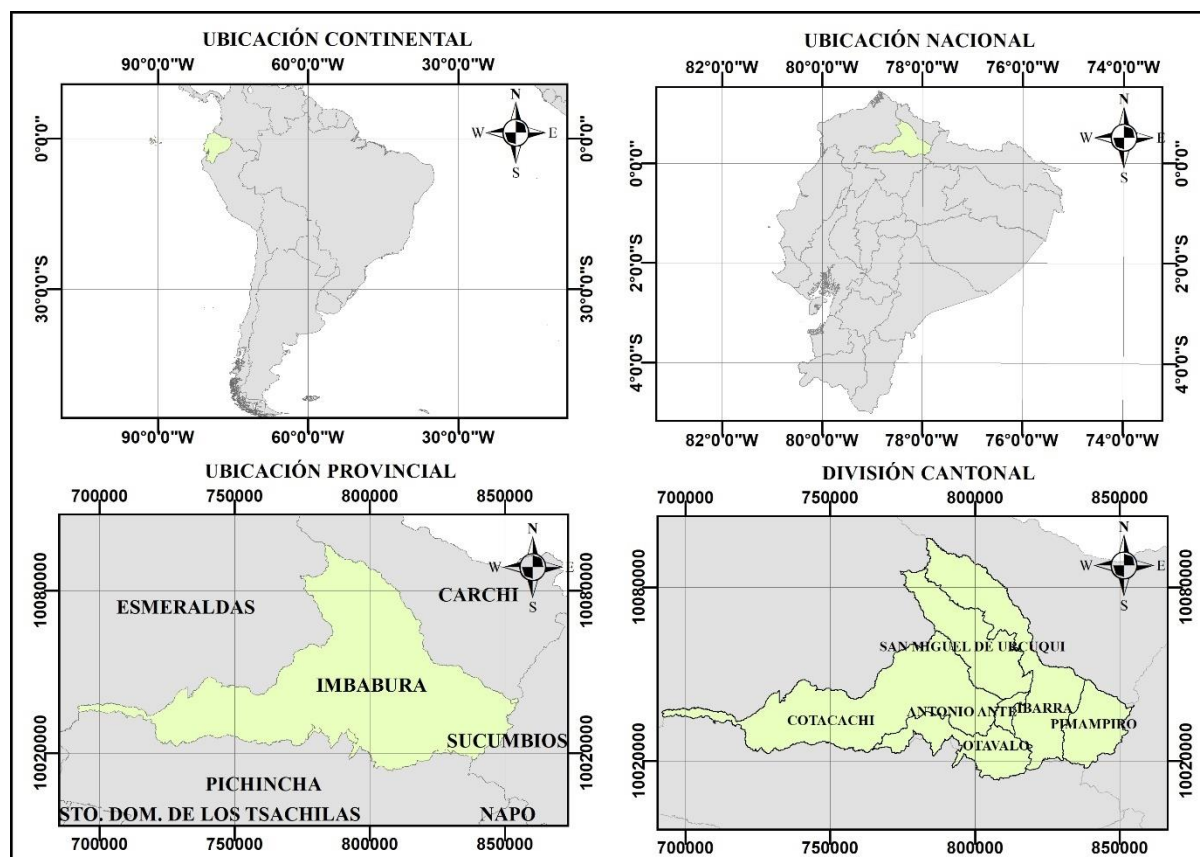 UBICACIÓN CONTINENTAL
90°0'0"W 60°0'0"W 30°0'0"W
N
W E
S
0°0'0"
0°0'0"
30°0'0"S
30°0'0"S
90°0'0"W 60°0'0"W 30°0'0"W
UBICACIÓN NACIONAL
82°0'0"W 80°0'0"W 78°0'0"W 76°0'0"W 74°0'0"W
N
W E
S
0°0'0"
0°0'0"
2°0'0"S
2°0'0"S
4°0'0"S
4°0'0"S
82°0'0"W 80°0'0"W 78°0'0"W 76°0'0"W 74°0'0"W
UBICACIÓN PROVINCIAL
700000 750000 800000 850000
N
W E
S
10080000
10080000
ESMERALDAS
CARCHI
IMBABURA
SUCUMBIOS
10020000
10020000
PICHINCHA
STO. DOM. DE LOS TSACHILAS
NAPO
700000 750000 800000 850000
DIVISIÓN CANTONAL
700000 750000 800000 850000
N
W E
S
10080000
10080000
SAN MIGUEL DE URCUQUI
COTACACHI
ANTONIO ANTE
IBARRA
PIMAMPIRO
OTAVALO
10020000
10020000
700000 750000 800000 850000